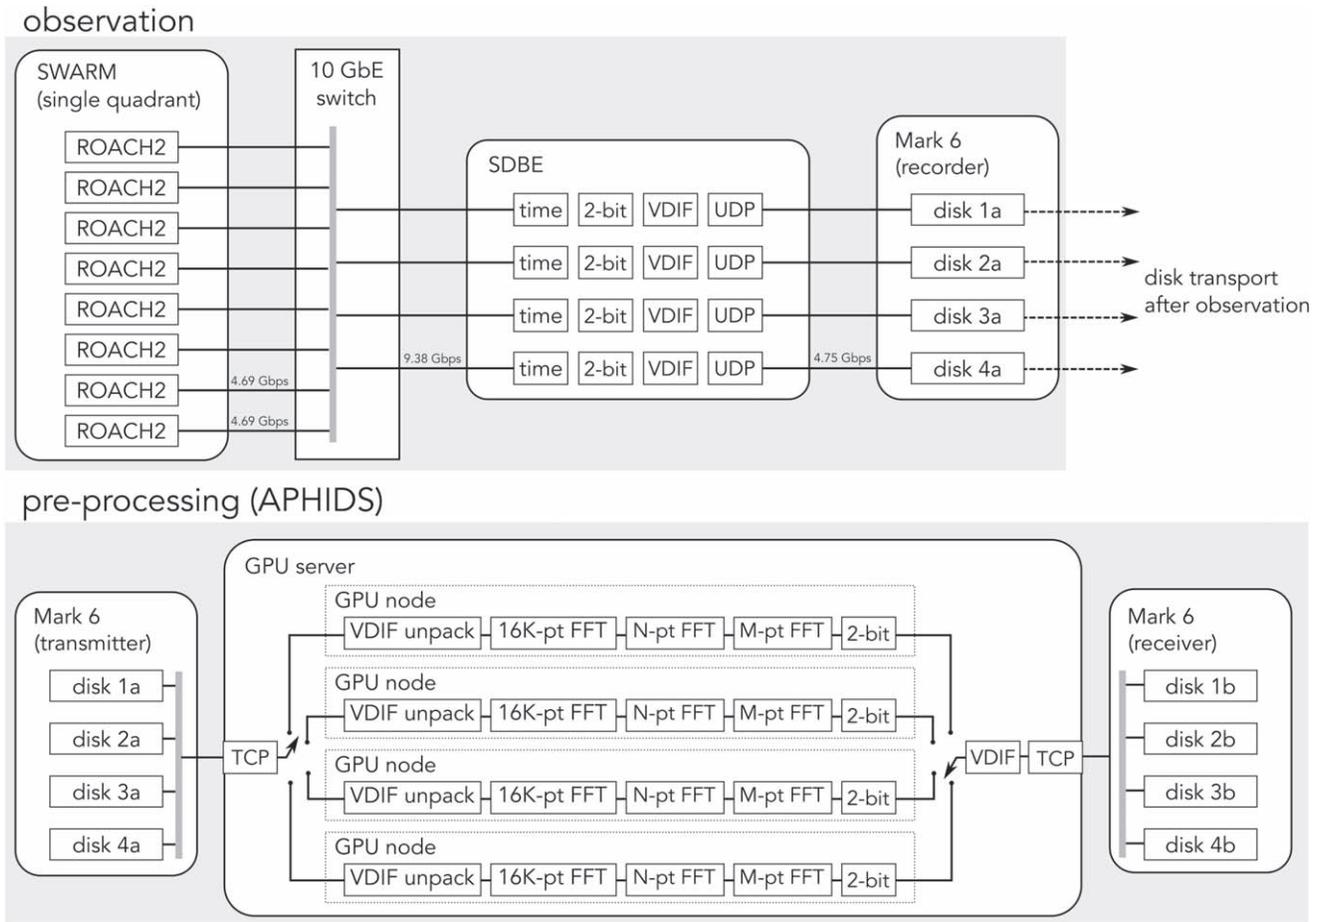 observation
SWARM
(single quadrant)
ROACH2
ROACH2
ROACH2
ROACH2
ROACH2
ROACH2
ROACH2
ROACH2
4.69 Gbps
4.69 Gbps
10 GbE
switch
9.38 Gbps
SDBE
time 2-bit VDIF UDP
time 2-bit VDIF UDP
time 2-bit VDIF UDP
time 2-bit VDIF UDP
4.75 Gbps
Mark 6
(recorder)
disk 1a
disk 2a
disk 3a
disk 4a
disk transport
after observation
pre-processing (APHIDS)
Mark 6
(transmitter)
disk 1a
disk 2a
disk 3a
disk 4a
GPU server
TCP
GPU node
VDIF unpack 16K-pt FFT N-pt FFT M-pt FFT 2-bit
GPU node
VDIF unpack 16K-pt FFT N-pt FFT M-pt FFT 2-bit
GPU node
VDIF unpack 16K-pt FFT N-pt FFT M-pt FFT 2-bit
GPU node
VDIF unpack 16K-pt FFT N-pt FFT M-pt FFT 2-bit
VDIF TCP
Mark 6
(receiver)
disk 1b
disk 2b
disk 3b
disk 4b